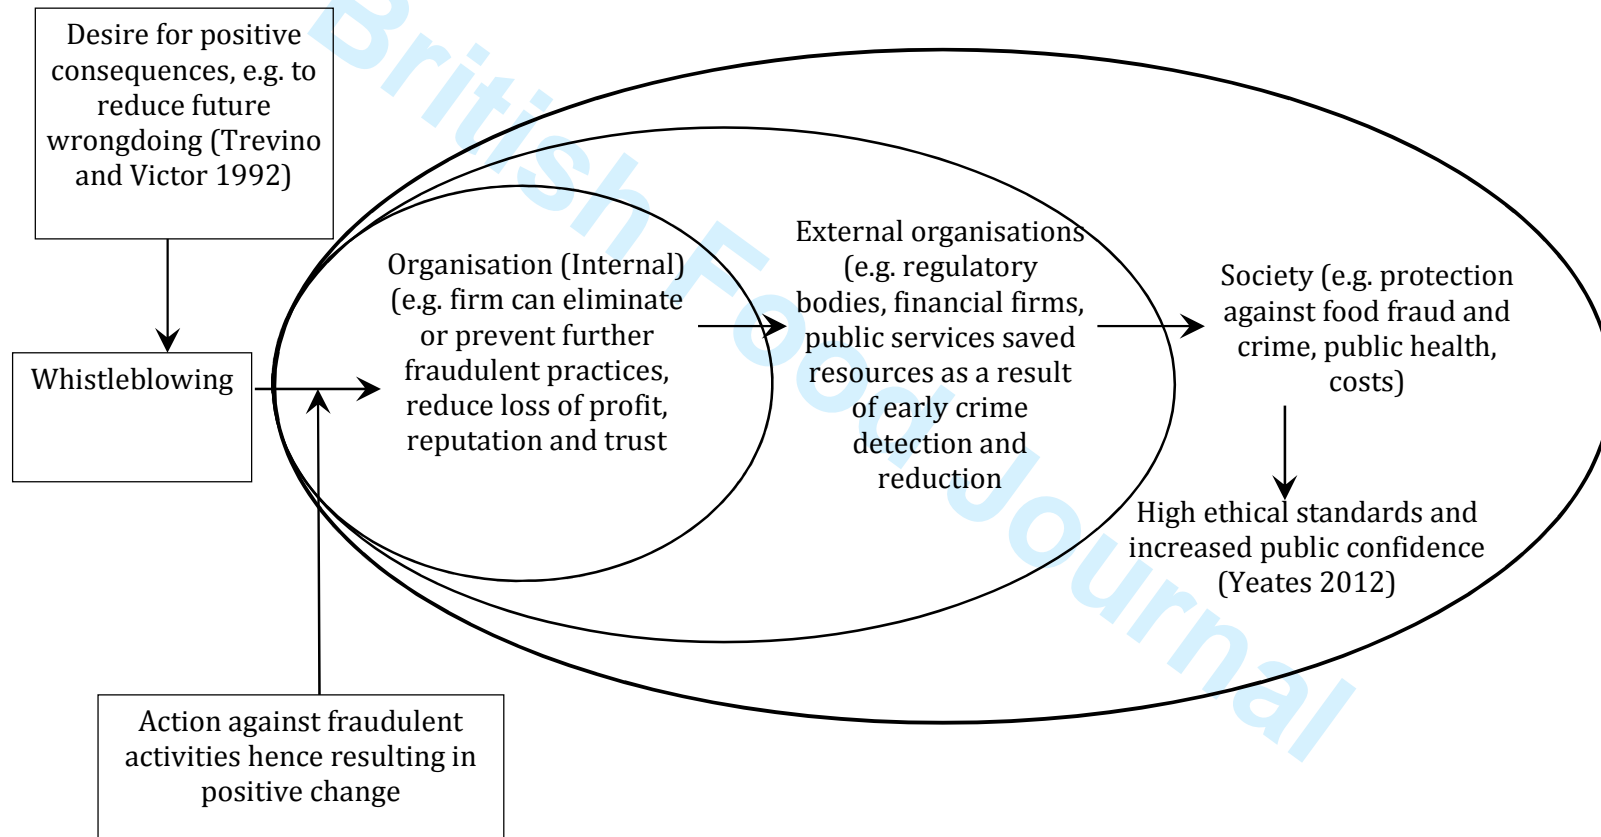 Desire for positive
consequences, e.g. to
reduce future
wrongdoing (Trevino
and Victor 1992)
Whistleblowing
Organisation (Internal)
(e.g. firm can eliminate
or prevent further
fraudulent practices,
reduce loss of profit,
reputation and trust
External organisations
(e.g. regulatory
bodies, financial firms,
public services saved
resources as a result
of early crime
detection and
reduction
Society (e.g. protection
against food fraud and
crime, public health,
costs)
High ethical standards and
increased public confidence
(Yeates 2012)
Action against fraudulent
activities hence resulting in
positive change
British Food Journal